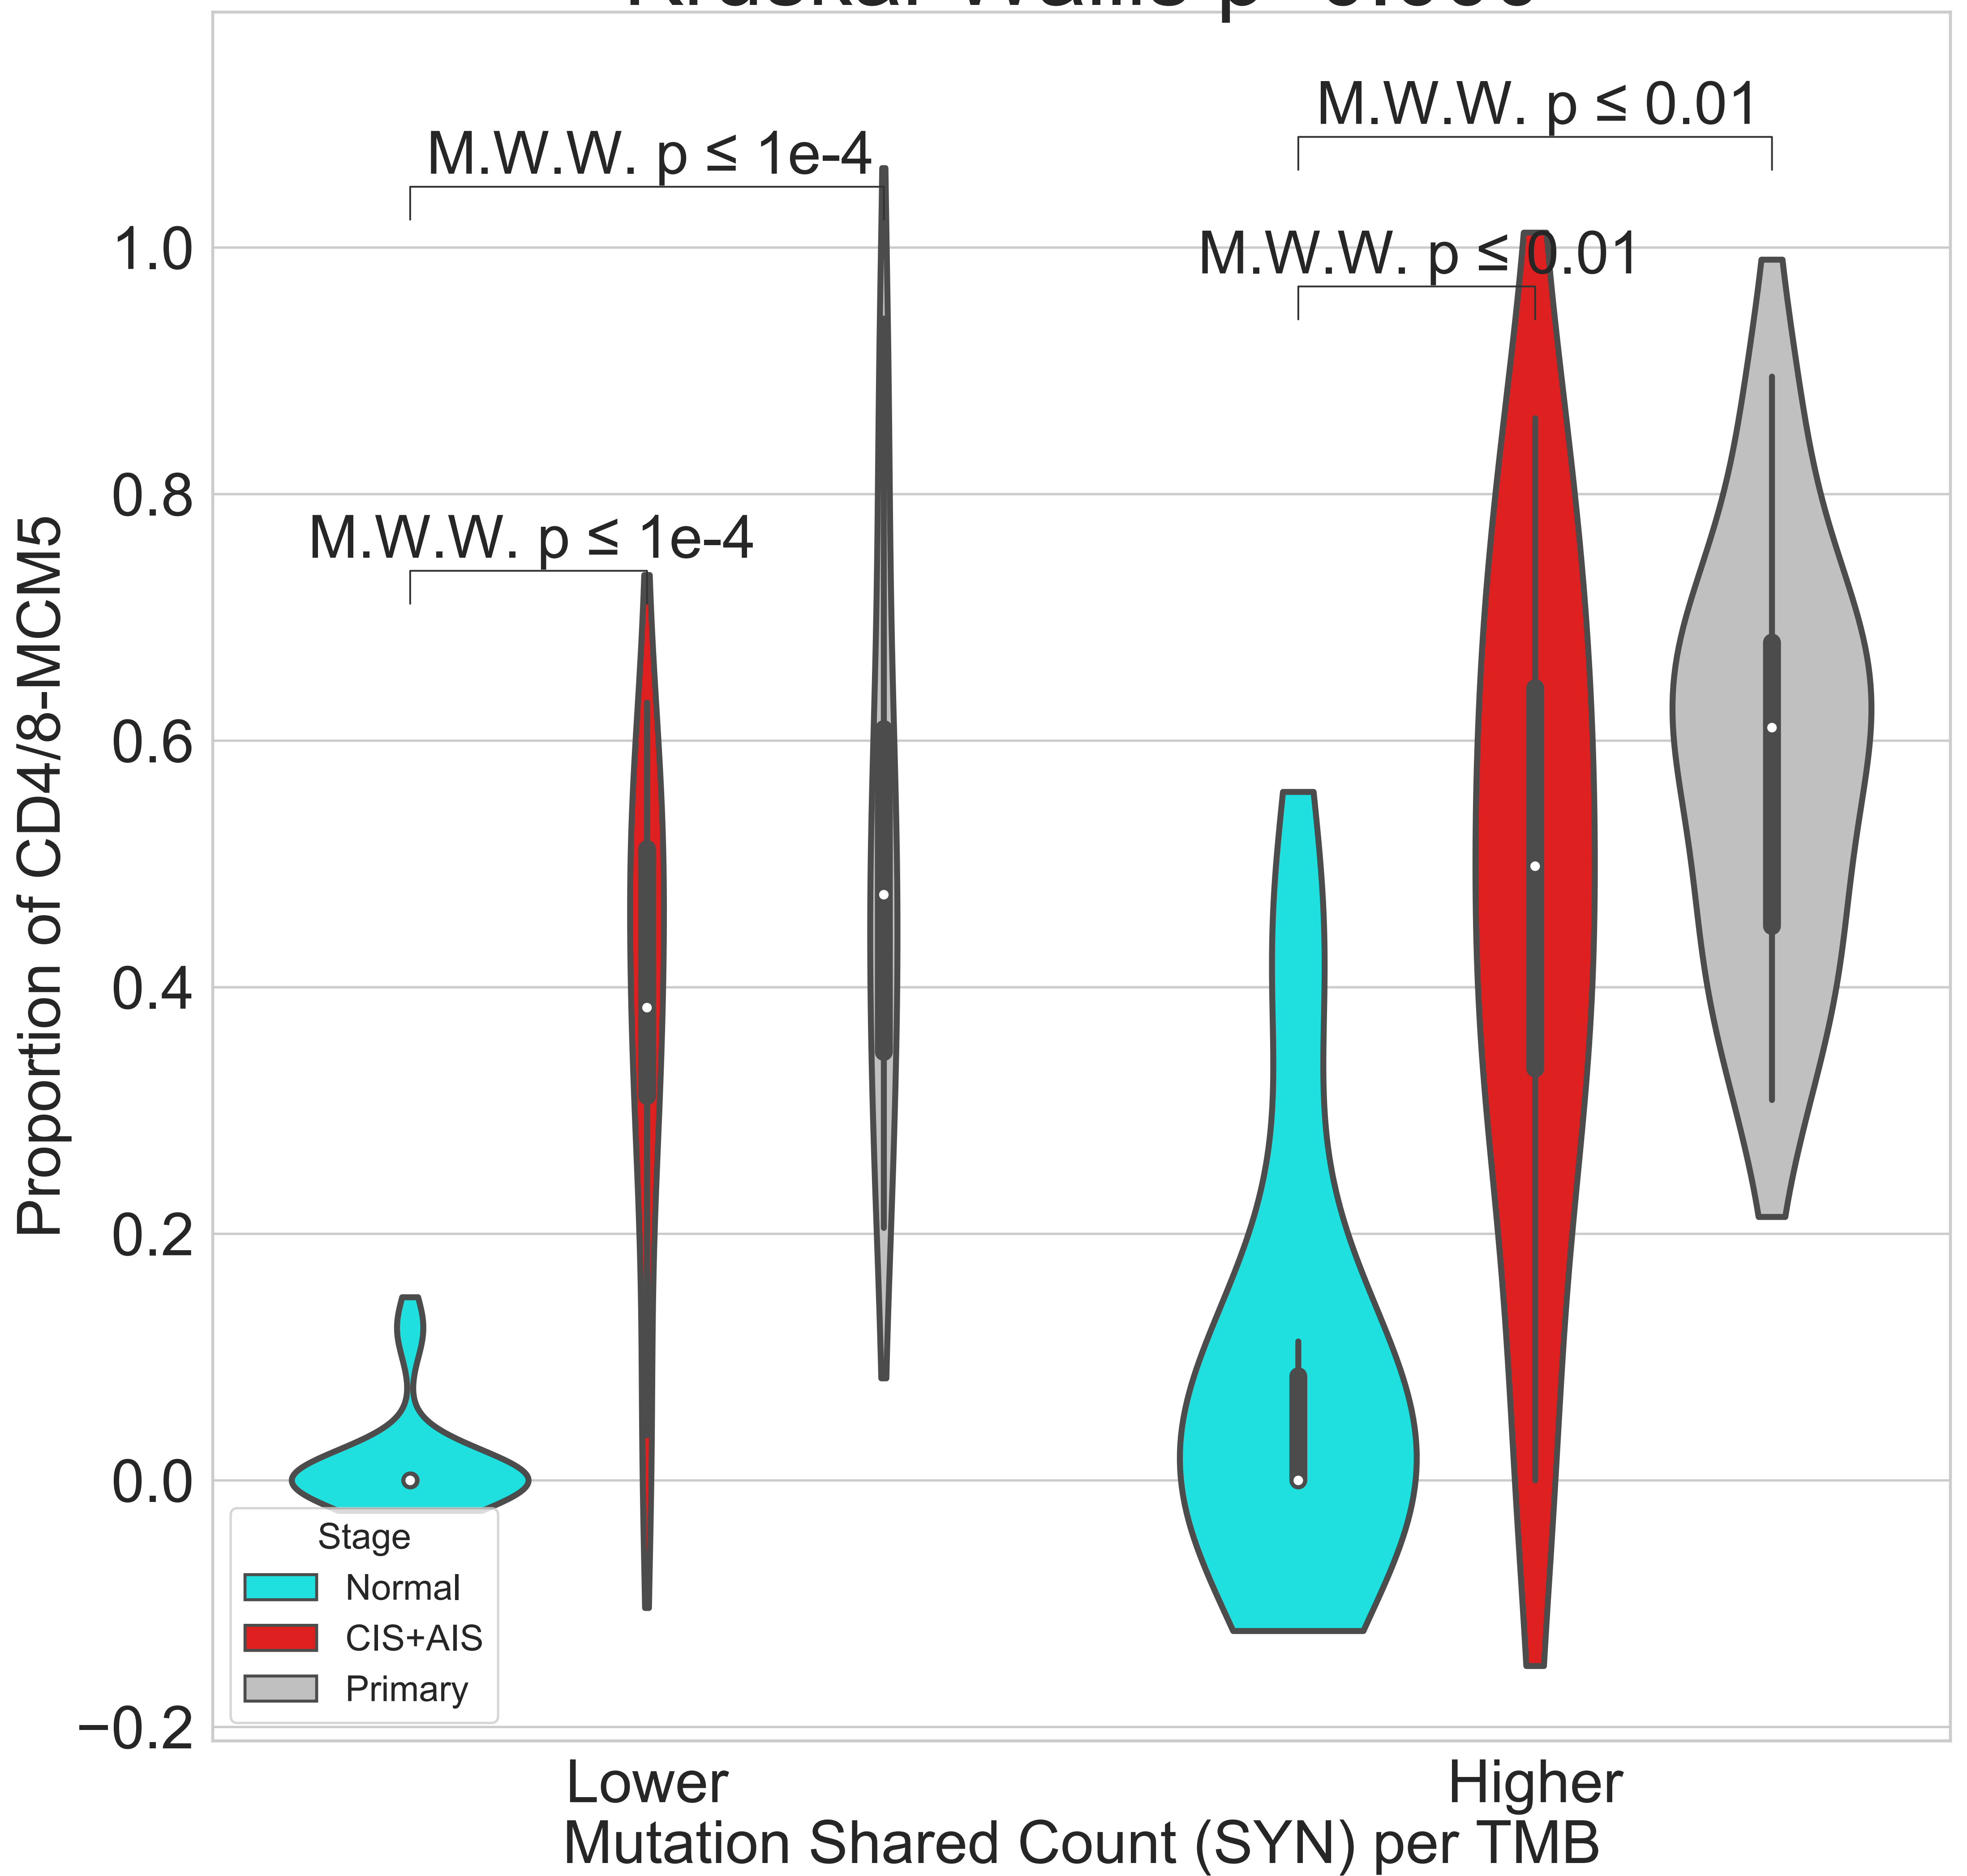 M.W.W. p ≤ 0.01
M.W.W. p ≤ 1e-4
M.W.W. p ≤ 0.01
M.W.W. p ≤ 1e-4
Proportion of CD4/8-MCM5
1.0
0.8
0.6
0.4
0.2
0.0
−0.2
Stage
Normal
CIS+AIS
Primary
Lower
Higher
Mutation Shared Count (SYN) per TMB